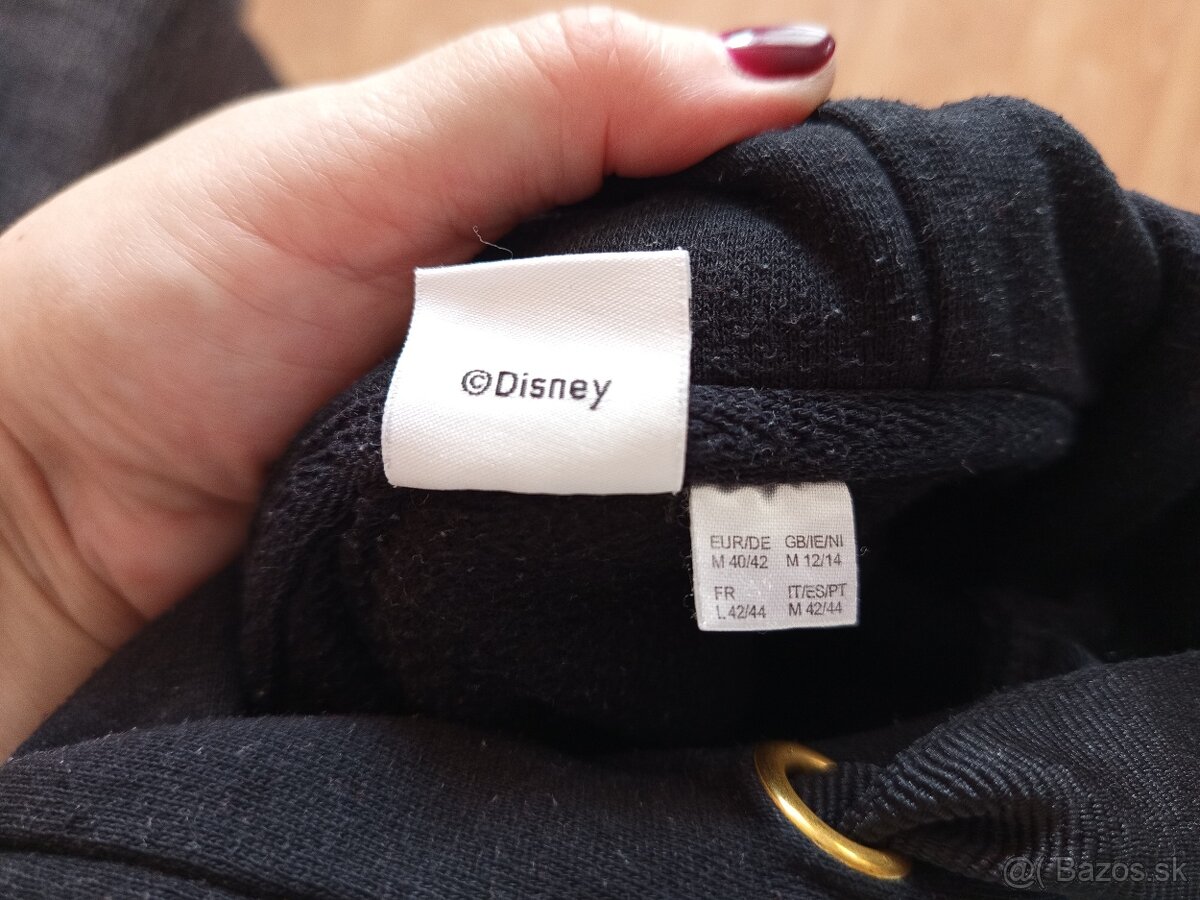 ©Disney
EUR/DE GB/IE/NI
M 40/42 M 12/14
FR IT/ES/PT
L 42/44 M 42/44
@( Bazos.sk